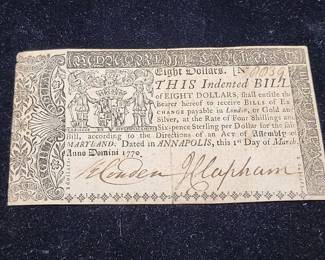 Eight Dollars. [No
THIS Indented BILL
of EIGHT DOLLARS, shall entitle the
Bearer hereof to receive BILLS of EX
CHANGE payable in London, or Gold and
Silver, at the Rate of Four Shillings and
Six-pence Sterling per Dollar for the said
Bill, according to the Directions of an Act of Assembly of
MARYLAND: Dated in ANNAPOLIS, this 1st Day of March
Anno Domini 1770.
JClapham